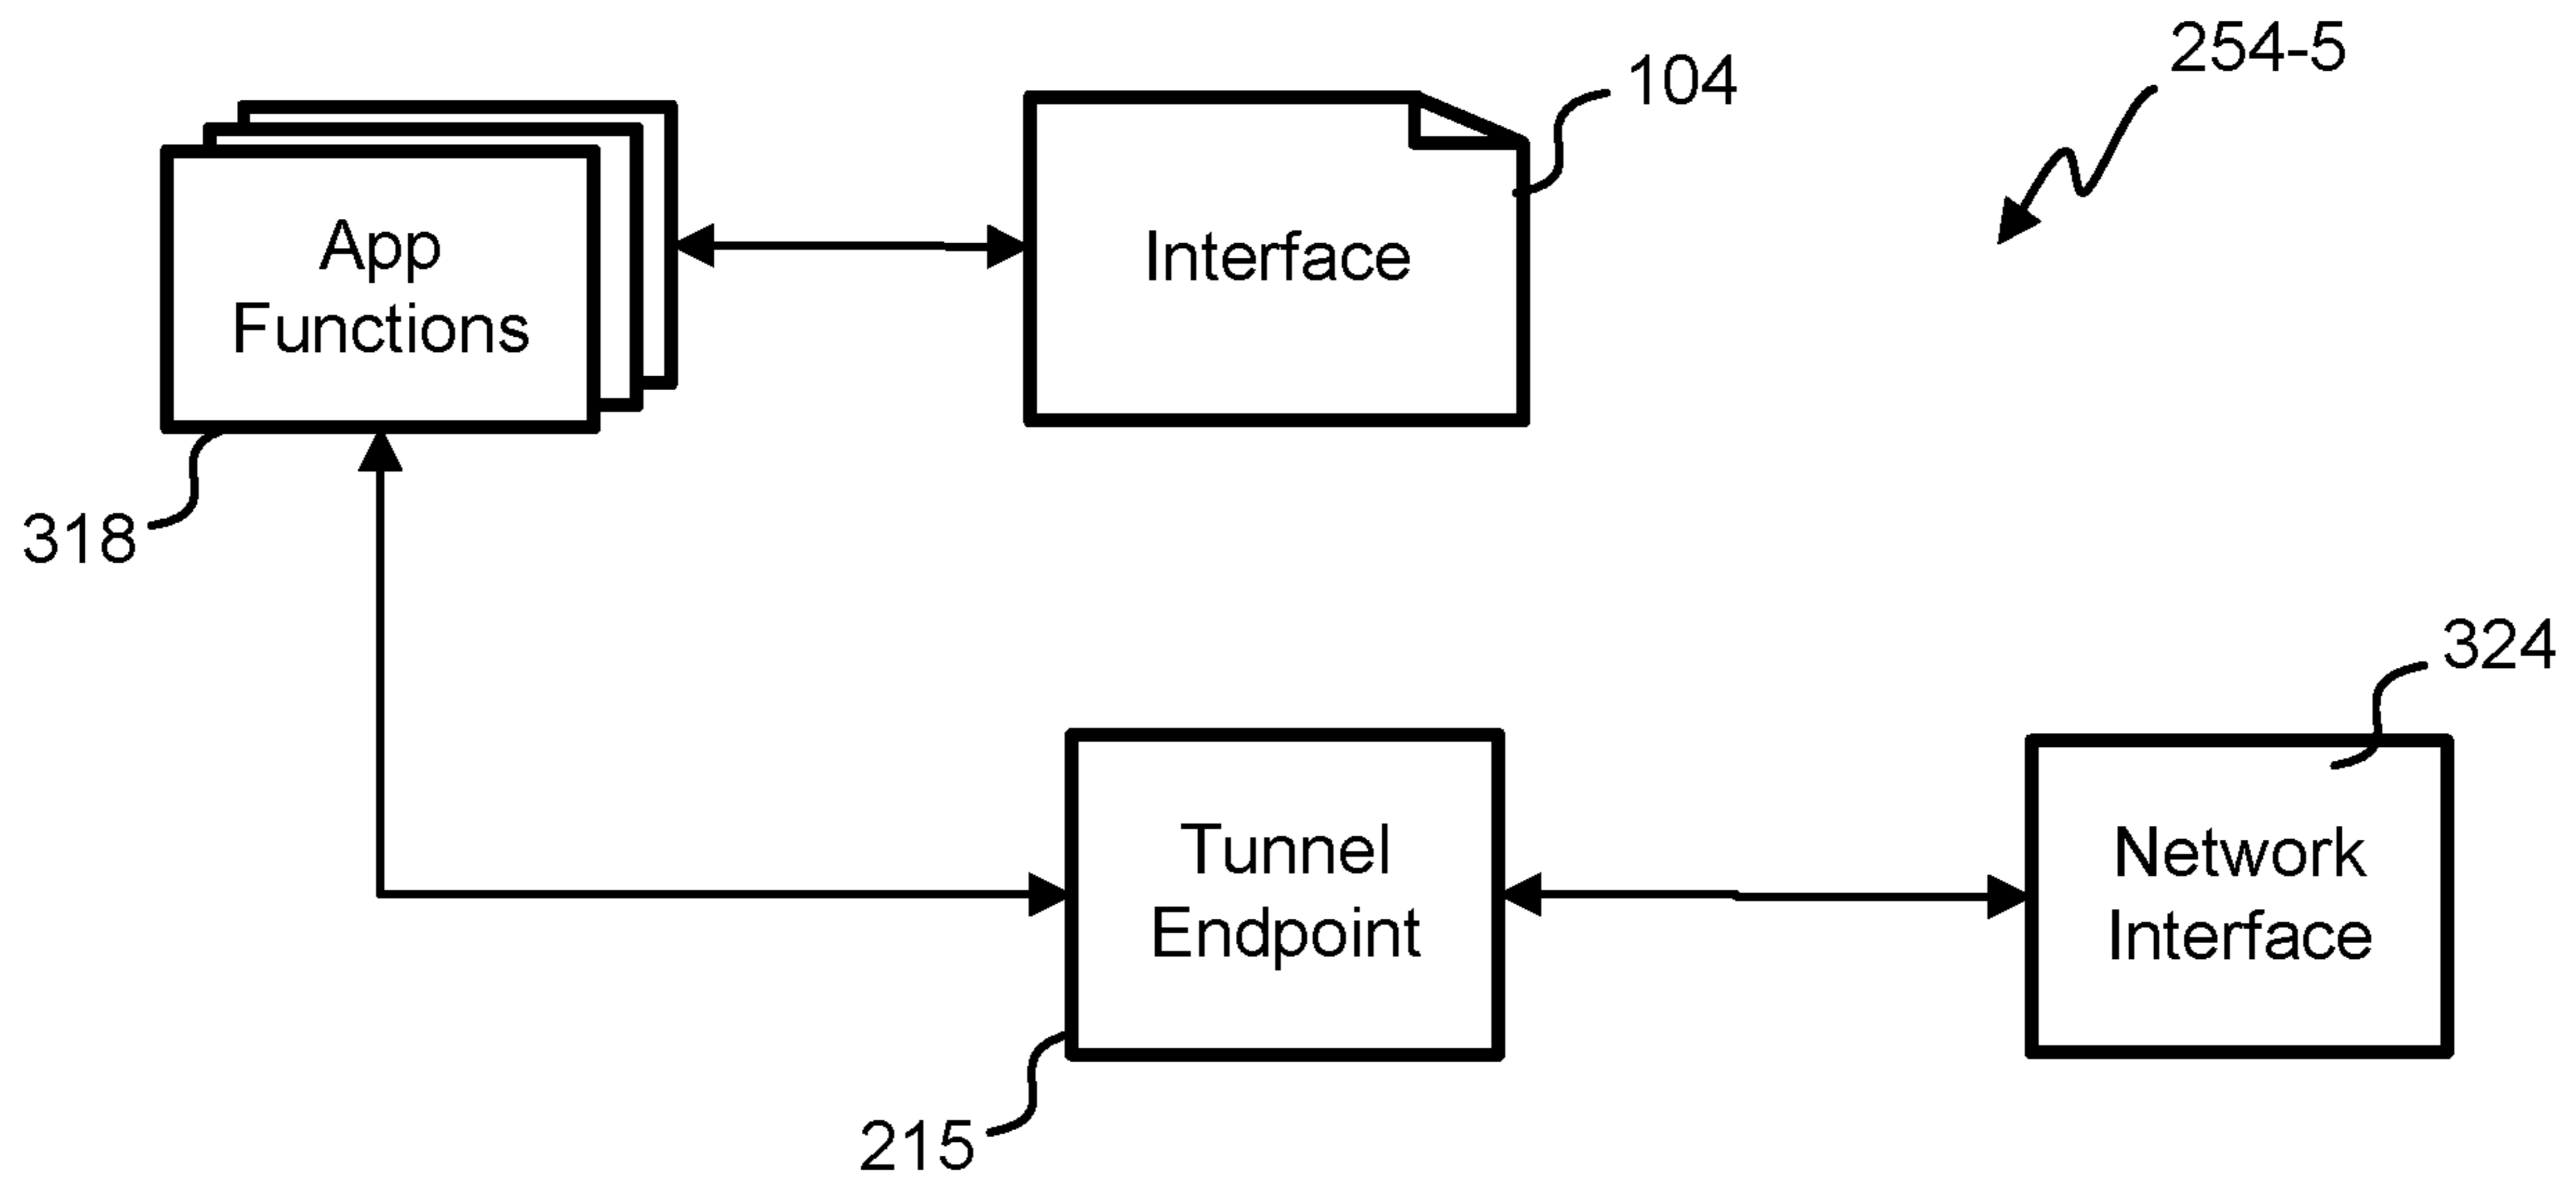 254-5
104
App
Functions
Interface
318
324
Tunnel
Endpoint
Network
Interface
215